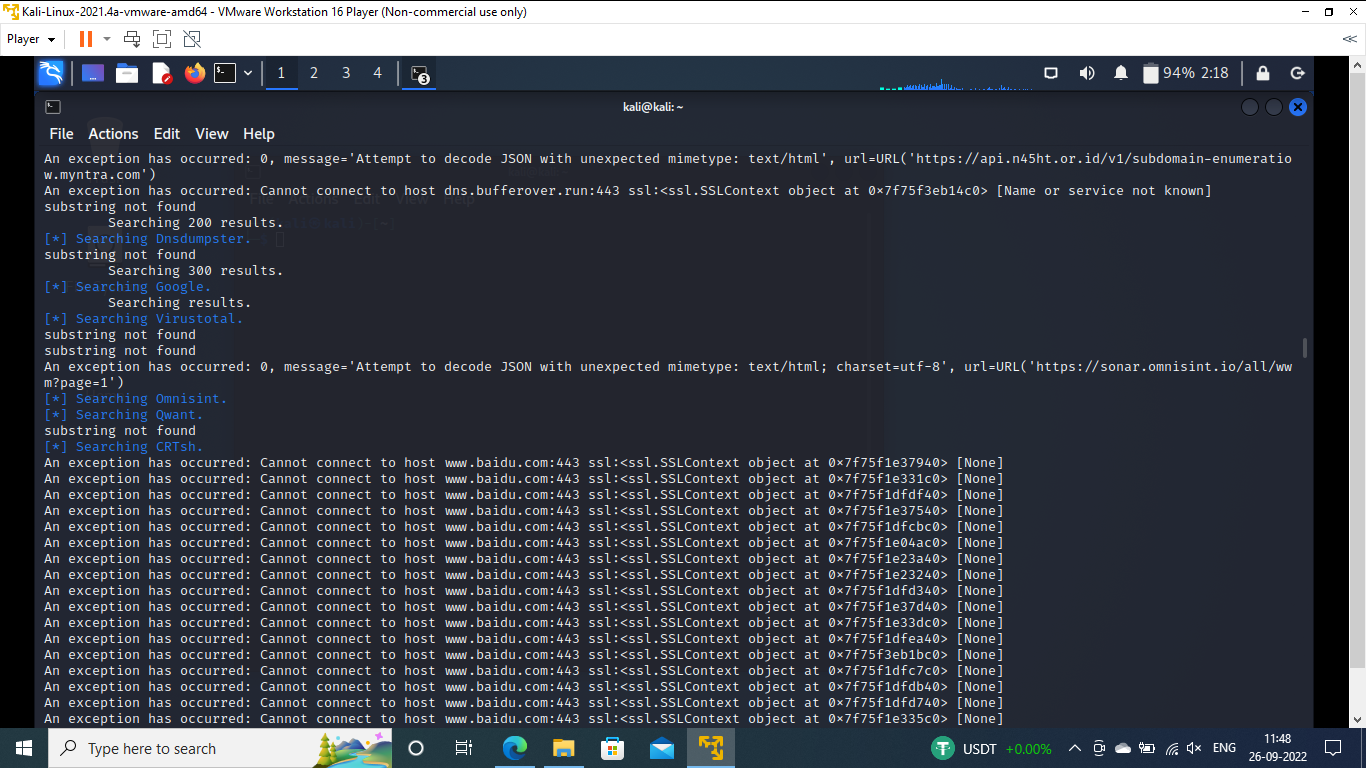 Kali-Linux-2021.4a-vmware-amd64 - VMware Workstation 16 Player (Non-commercial use only)
Player
1 2 3 4 3 94% 2:18
kali@kali: ~
File Actions Edit View Help
An exception has occurred: 0, message='Attempt to decode JSON with unexpected mimetype: text/html', url=URL('https://api.n45ht.or.id/v1/subdomain-enumeratio
w.myntra.com')
An exception has occurred: Cannot connect to host dns.bufferover.run:443 ssl:<ssl.SSLContext object at 0×7f75f3eb14c0> [Name or service not known]
substring not found
Searching 200 results.
[*] Searching Dnsdumpster.
substring not found
Searching 300 results.
[*] Searching Google.
Searching results.
[*] Searching Virustotal.
substring not found
substring not found
An exception has occurred: 0, message='Attempt to decode JSON with unexpected mimetype: text/html; charset=utf-8', url=URL('https://sonar.omnisint.io/all/ww
m?page=1')
[*] Searching Omnisint.
[*] Searching Qwant.
substring not found
[*] Searching CRTsh.
An exception has occurred: Cannot connect to host www.baidu.com:443 ssl:<ssl.SSLContext object at 0×7f75f1e37940> [None]
An exception has occurred: Cannot connect to host www.baidu.com:443 ssl:<ssl.SSLContext object at 0×7f75f1e331c0> [None]
An exception has occurred: Cannot connect to host www.baidu.com:443 ssl:<ssl.SSLContext object at 0×7f75f1dfdf40> [None]
An exception has occurred: Cannot connect to host www.baidu.com:443 ssl:<ssl.SSLContext object at 0×7f75f1e37540> [None]
An exception has occurred: Cannot connect to host www.baidu.com:443 ssl:<ssl.SSLContext object at 0×7f75f1dfcbc0> [None]
An exception has occurred: Cannot connect to host www.baidu.com:443 ssl:<ssl.SSLContext object at 0×7f75f1e04ac0> [None]
An exception has occurred: Cannot connect to host www.baidu.com:443 ssl:<ssl.SSLContext object at 0×7f75f1e23a40> [None]
An exception has occurred: Cannot connect to host www.baidu.com:443 ssl:<ssl.SSLContext object at 0×7f75f1e23240> [None]
An exception has occurred: Cannot connect to host www.baidu.com:443 ssl:<ssl.SSLContext object at 0×7f75f1dfd340> [None]
An exception has occurred: Cannot connect to host www.baidu.com:443 ssl:<ssl.SSLContext object at 0×7f75f1e37d40> [None]
An exception has occurred: Cannot connect to host www.baidu.com:443 ssl:<ssl.SSLContext object at 0×7f75f1e33dc0> [None]
An exception has occurred: Cannot connect to host www.baidu.com:443 ssl:<ssl.SSLContext object at 0×7f75f1dfea40> [None]
An exception has occurred: Cannot connect to host www.baidu.com:443 ssl:<ssl.SSLContext object at 0×7f75f3eb1bc0> [None]
An exception has occurred: Cannot connect to host www.baidu.com:443 ssl:<ssl.SSLContext object at 0×7f75f1dfc7c0> [None]
An exception has occurred: Cannot connect to host www.baidu.com:443 ssl:<ssl.SSLContext object at 0×7f75f1dfdb40> [None]
An exception has occurred: Cannot connect to host www.baidu.com:443 ssl:<ssl.SSLContext object at 0×7f75f1dfd740> [None]
An exception has occurred: Cannot connect to host www.baidu.com:443 ssl:<ssl.SSLContext object at 0×7f75f1e335c0> [None]
Type here to search
USDT +0.00%
ENG
11:48
26-09-2022